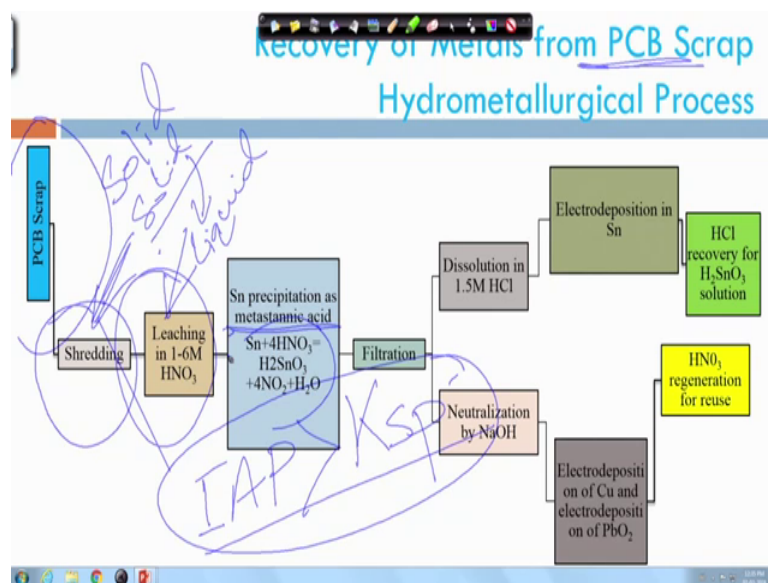 Recovery of Metals from PCB Scrap
Hydrometallurgical Process
PCB Scrap
Shredding
Leaching
in 1-6M
HNO₃
Sn precipitation as
metastannic acid
Sn+4HNO₃=
H2SnO₃
+4NO₂+H₂O
Filtration
Dissolution in
1.5M HCl
Electrodeposition in
Sn
HCl
recovery for
H₂SnO₃
solution
Neutralization
by NaOH
Electrodepositi
on of Cu and
electrodepositi
on of PbO₂
HN0₃
regeneration
for reuse
Solid
Liquid
IAP/Ksp